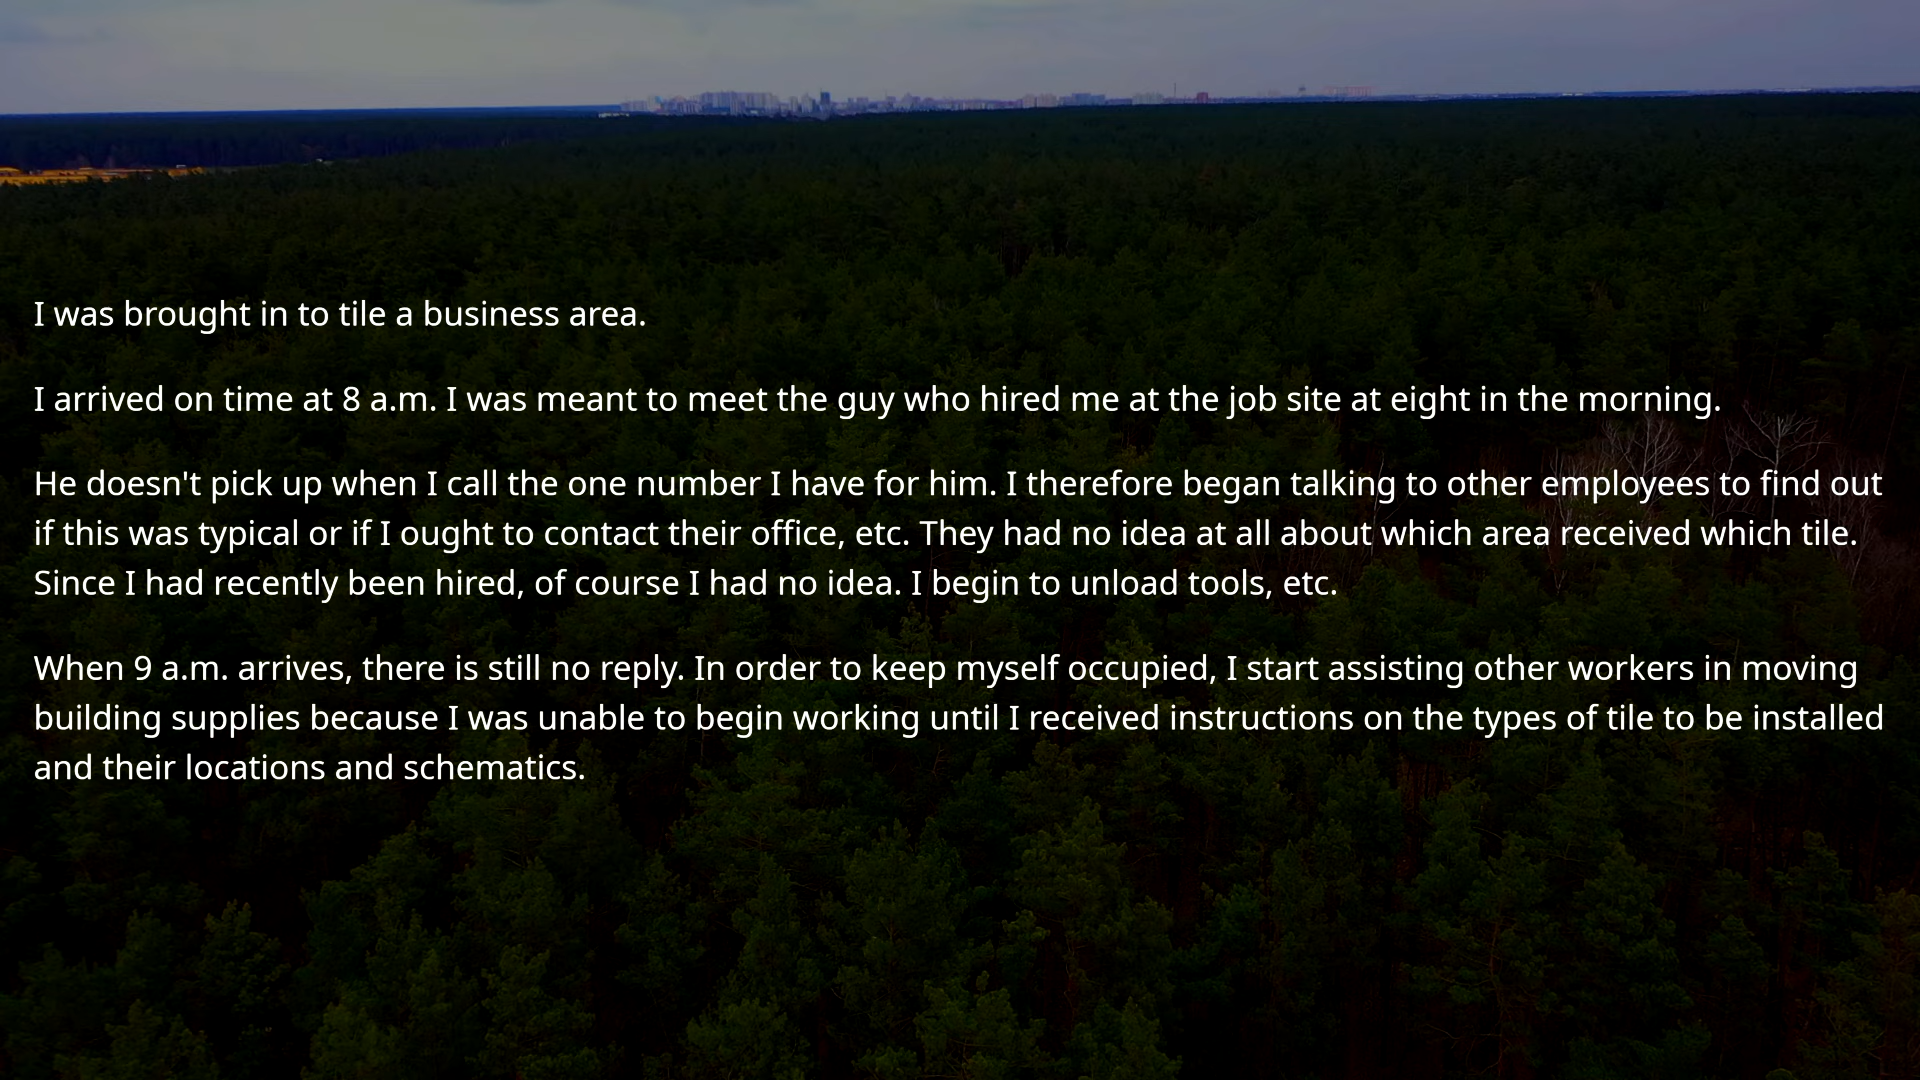 I was brought in to tile a business area.
I arrived on time at 8 a.m. I was meant to meet the guy who hired me at the job site at eight in the morning.
He doesn't pick up when I call the one number I have for him. I therefore began talking to other employees to find out
if this was typical or if I ought to contact their office, etc. They had no idea at all about which area received which tile.
Since I had recently been hired, of course I had no idea. I begin to unload tools, etc.
When 9 a.m. arrives, there is still no reply. In order to keep myself occupied, I start assisting other workers in moving
building supplies because I was unable to begin working until I received instructions on the types of tile to be installed
and their locations and schematics.